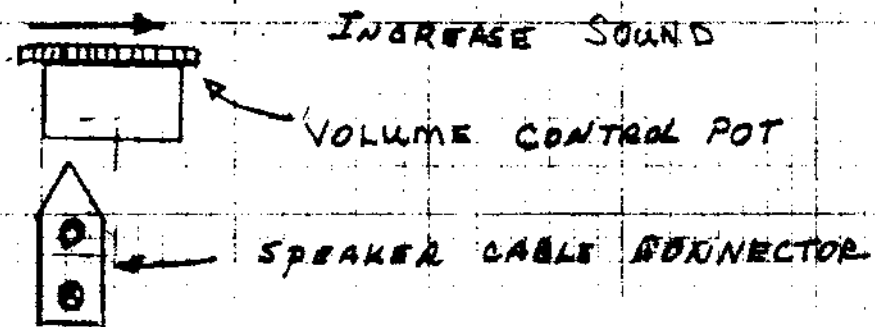 INCREASE SOUND
VOLUME CONTROL POT
SPEAKER CABLE CONNECTOR